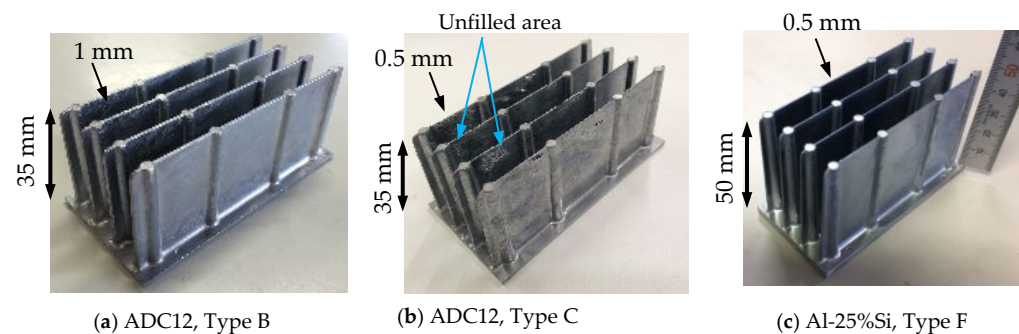 Unfilled area
1 mm
0.5 mm
0.5 mm
35 mm
35 mm
50 mm
50
(a) ADC12, Type B
(b) ADC12, Type C
(c) Al-25%Si, Type F